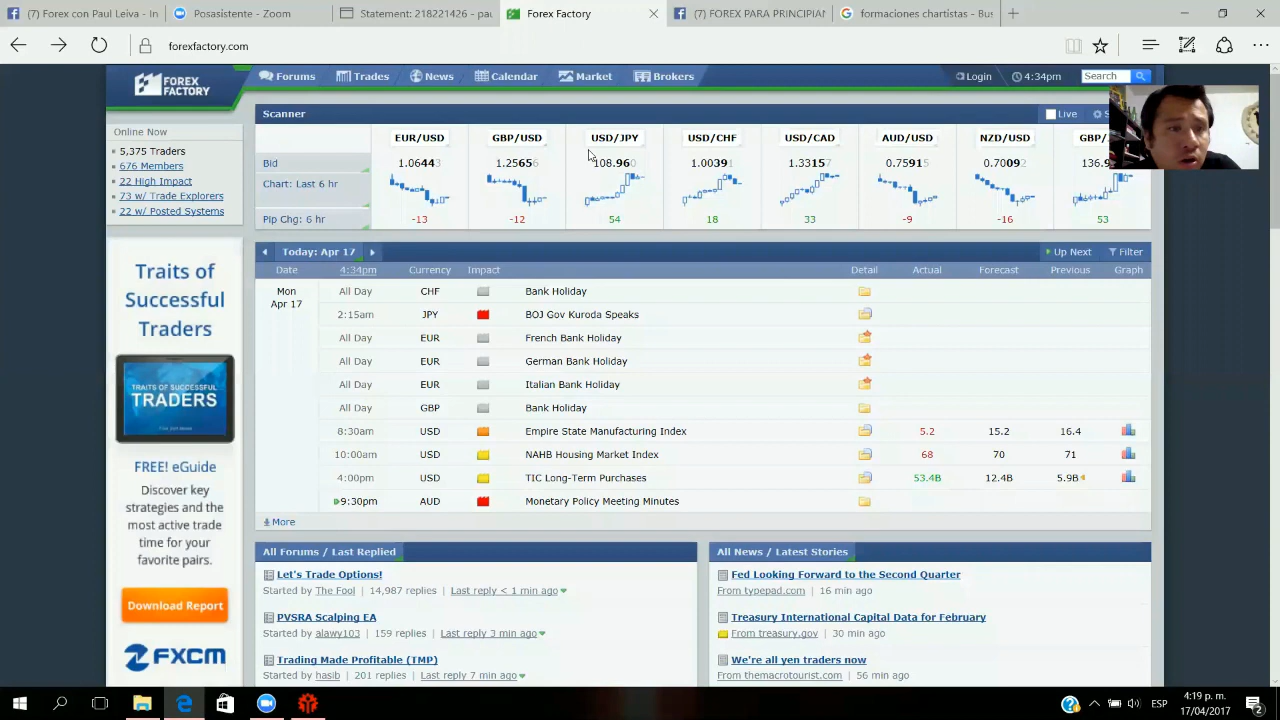 Forex con Paul Leiva - In
Posasistente - Zoom
Statement: 218221426 - pau
Forex Factory
(7) FOREX PARA PRINCIPIAN
formaciones chartistas - Bus
forexfactory.com
FOREX FACTORY
Forums
Trades
News
Calendar
Market
Brokers
Login
4:34pm
Search
Online Now
5,375 Traders
676 Members
22 High Impact
73 w/ Trade Explorers
22 w/ Posted Systems
Scanner
Live
EUR/USD GBP/USD USD/JPY USD/CHF USD/CAD AUD/USD NZD/USD GBP/
Bid 1.06443 1.25656 108.960 1.00391 1.33157 0.75915 0.70092 136.9
Chart: Last 6 hr
Pip Chg: 6 hr -13 -12 54 18 33 -9 -16 53
Today: Apr 17
Up Next
Filter
Date 4:34pm Currency Impact Detail Actual Forecast Previous Graph
Mon
Apr 17
All Day CHF Bank Holiday
2:15am JPY BOJ Gov Kuroda Speaks
All Day EUR French Bank Holiday
All Day EUR German Bank Holiday
All Day EUR Italian Bank Holiday
All Day GBP Bank Holiday
8:30am USD Empire State Manufacturing Index 5.2 15.2 16.4
10:00am USD NAHB Housing Market Index 68 70 71
4:00pm USD TIC Long-Term Purchases 53.4B 12.4B 5.9B
9:30pm AUD Monetary Policy Meeting Minutes
More
Traits of
Successful
Traders
TRAITS OF SUCCESSFUL
TRADERS
FREE! eGuide
Discover key
strategies and the
most active trade
time for your
favorite pairs.
Download Report
FXCM
All Forums / Last Replied
Let's Trade Options!
Started by The Fool | 14,987 replies | Last reply < 1 min ago
PVSRA Scalping EA
Started by alawy103 | 159 replies | Last reply 3 min ago
Trading Made Profitable (TMP)
Started by hasib | 201 replies | Last reply 7 min ago
All News / Latest Stories
Fed Looking Forward to the Second Quarter
From typepad.com | 16 min ago
Treasury International Capital Data for February
From treasury.gov | 30 min ago
We're all yen traders now
From themacrotourist.com | 56 min ago
ESP
4:19 p. m.
17/04/2017
2